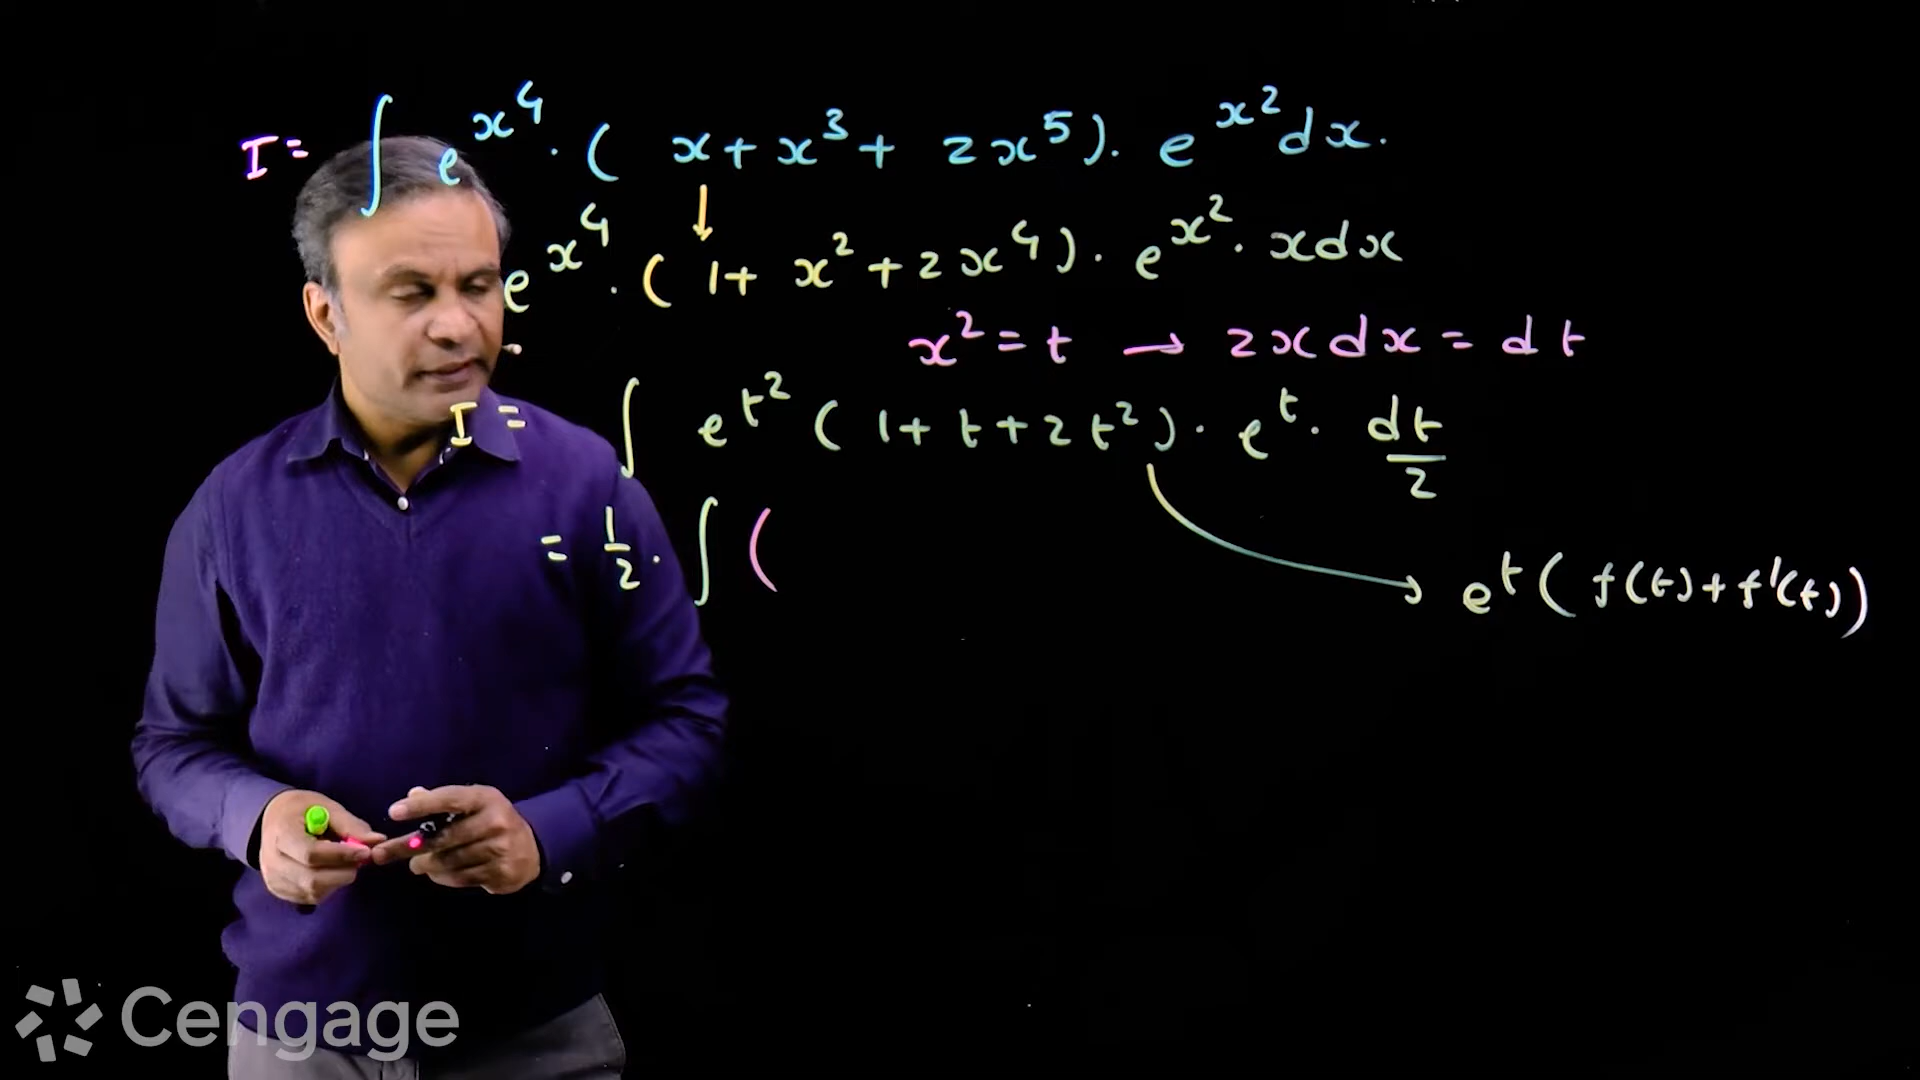 I = ∫ e^{x^4} · ( x + x^3 + 2x^5 ) · e^{x^2} dx.
↓
e^{x^4} · ( 1 + x^2 + 2x^4 ) · e^{x^2} · x dx
x^2 = t → 2x dx = dt
I = ∫ e^{t^2} ( 1 + t + 2t^2 ) · e^t · dt/2
= 1/2 · ∫ (
→ e^t ( f(t) + f'(t) )
Cengage